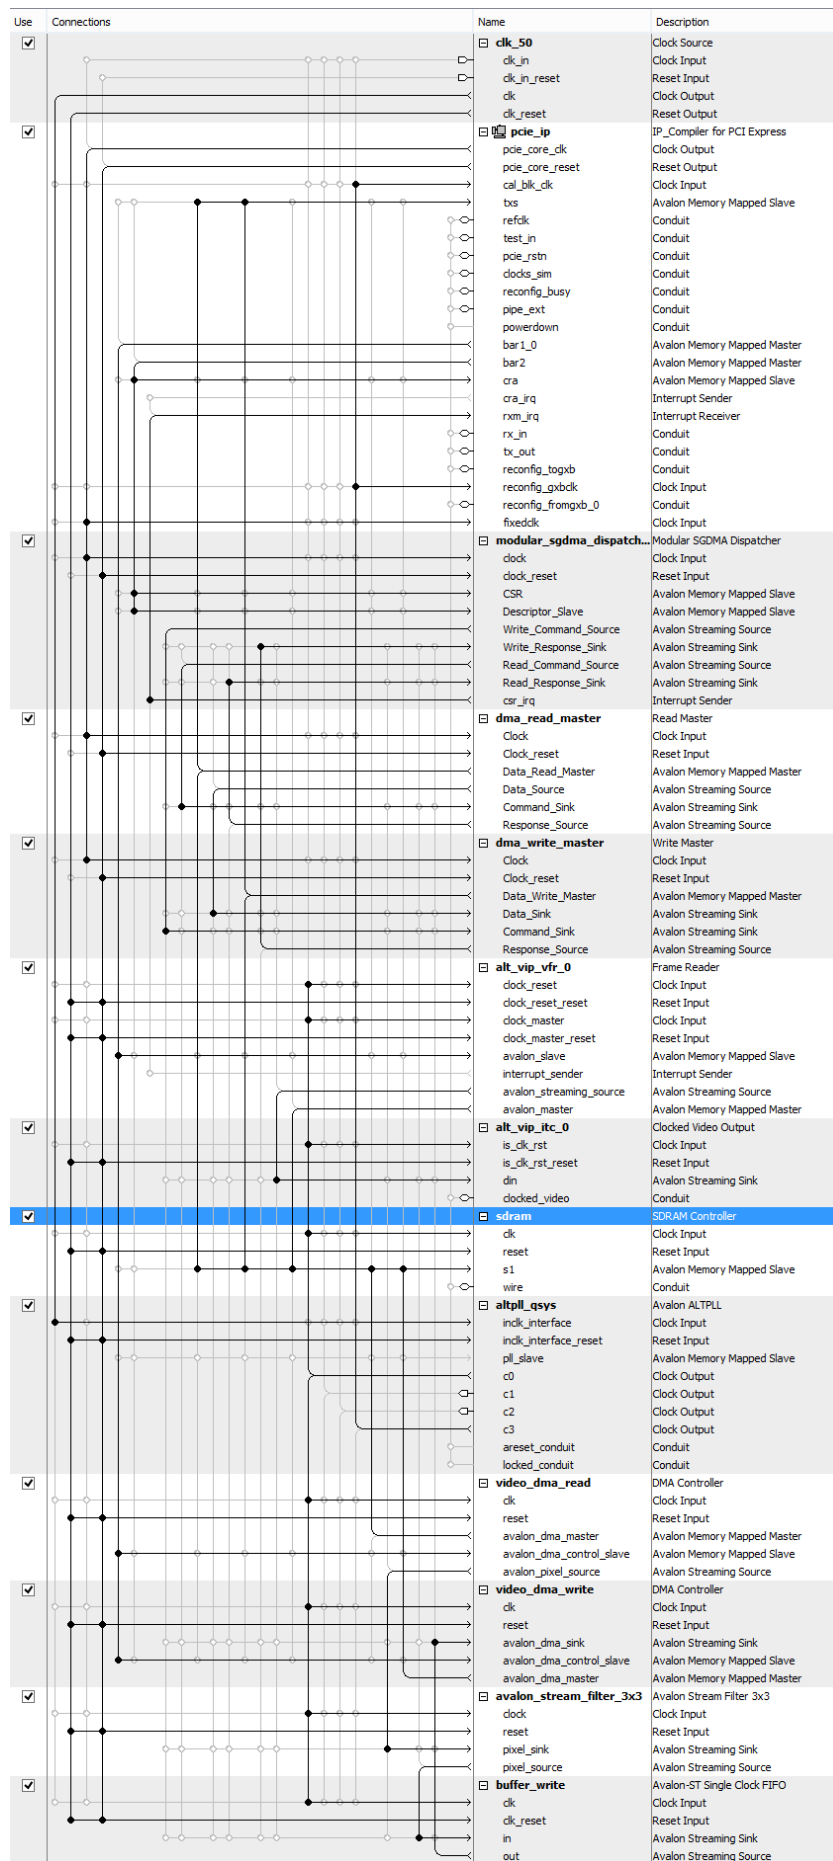 Use Connections Name Description
clk_50 Clock Source
clk_in Clock Input
clk_in_reset Reset Input
clk Clock Output
clk_reset Reset Output
pcie_ip IP_Compiler for PCI Express
pcie_core_clk Clock Output
pcie_core_reset Reset Output
cal_blk_clk Clock Input
txs Avalon Memory Mapped Slave
refclk Conduit
test_in Conduit
pcie_rstn Conduit
clocks_sim Conduit
reconfig_busy Conduit
pipe_ext Conduit
powerdown Conduit
bar1_0 Avalon Memory Mapped Master
bar2 Avalon Memory Mapped Master
cra Avalon Memory Mapped Slave
cra_irq Interrupt Sender
rxm_irq Interrupt Receiver
rx_in Conduit
tx_out Conduit
reconfig_togxb Conduit
reconfig_gxbclk Clock Input
reconfig_fromgxb_0 Conduit
fixedclk Clock Input
modular_sgdma_dispatch... Modular SGDMA Dispatcher
clock Clock Input
clock_reset Reset Input
CSR Avalon Memory Mapped Slave
Descriptor_Slave Avalon Memory Mapped Slave
Write_Command_Source Avalon Streaming Source
Write_Response_Sink Avalon Streaming Sink
Read_Command_Source Avalon Streaming Source
Read_Response_Sink Avalon Streaming Sink
csr_irq Interrupt Sender
dma_read_master Read Master
Clock Clock Input
Clock_reset Reset Input
Data_Read_Master Avalon Memory Mapped Master
Data_Source Avalon Streaming Source
Command_Sink Avalon Streaming Sink
Response_Source Avalon Streaming Source
dma_write_master Write Master
Clock Clock Input
Clock_reset Reset Input
Data_Write_Master Avalon Memory Mapped Master
Data_Sink Avalon Streaming Sink
Command_Sink Avalon Streaming Sink
Response_Source Avalon Streaming Source
alt_vip_vfr_0 Frame Reader
clock_reset Clock Input
clock_reset_reset Reset Input
clock_master Clock Input
clock_master_reset Reset Input
avalon_slave Avalon Memory Mapped Slave
interrupt_sender Interrupt Sender
avalon_streaming_source Avalon Streaming Source
avalon_master Avalon Memory Mapped Master
alt_vip_itc_0 Clocked Video Output
is_clk_rst Clock Input
is_clk_rst_reset Reset Input
din Avalon Streaming Sink
clocked_video Conduit
sdram SDRAM Controller
clk Clock Input
reset Reset Input
s1 Avalon Memory Mapped Slave
wire Conduit
altpll_qsys Avalon ALTPLL
inclk_interface Clock Input
inclk_interface_reset Reset Input
pll_slave Avalon Memory Mapped Slave
c0 Clock Output
c1 Clock Output
c2 Clock Output
c3 Clock Output
areset_conduit Conduit
locked_conduit Conduit
video_dma_read DMA Controller
clk Clock Input
reset Reset Input
avalon_dma_master Avalon Memory Mapped Master
avalon_dma_control_slave Avalon Memory Mapped Slave
avalon_pixel_source Avalon Streaming Source
video_dma_write DMA Controller
clk Clock Input
reset Reset Input
avalon_dma_sink Avalon Streaming Sink
avalon_dma_control_slave Avalon Memory Mapped Slave
avalon_dma_master Avalon Memory Mapped Master
avalon_stream_filter_3x3 Avalon Stream Filter 3x3
clock Clock Input
reset Reset Input
pixel_sink Avalon Streaming Sink
pixel_source Avalon Streaming Source
buffer_write Avalon-ST Single Clock FIFO
clk Clock Input
clk_reset Reset Input
in Avalon Streaming Sink
out Avalon Streaming Source